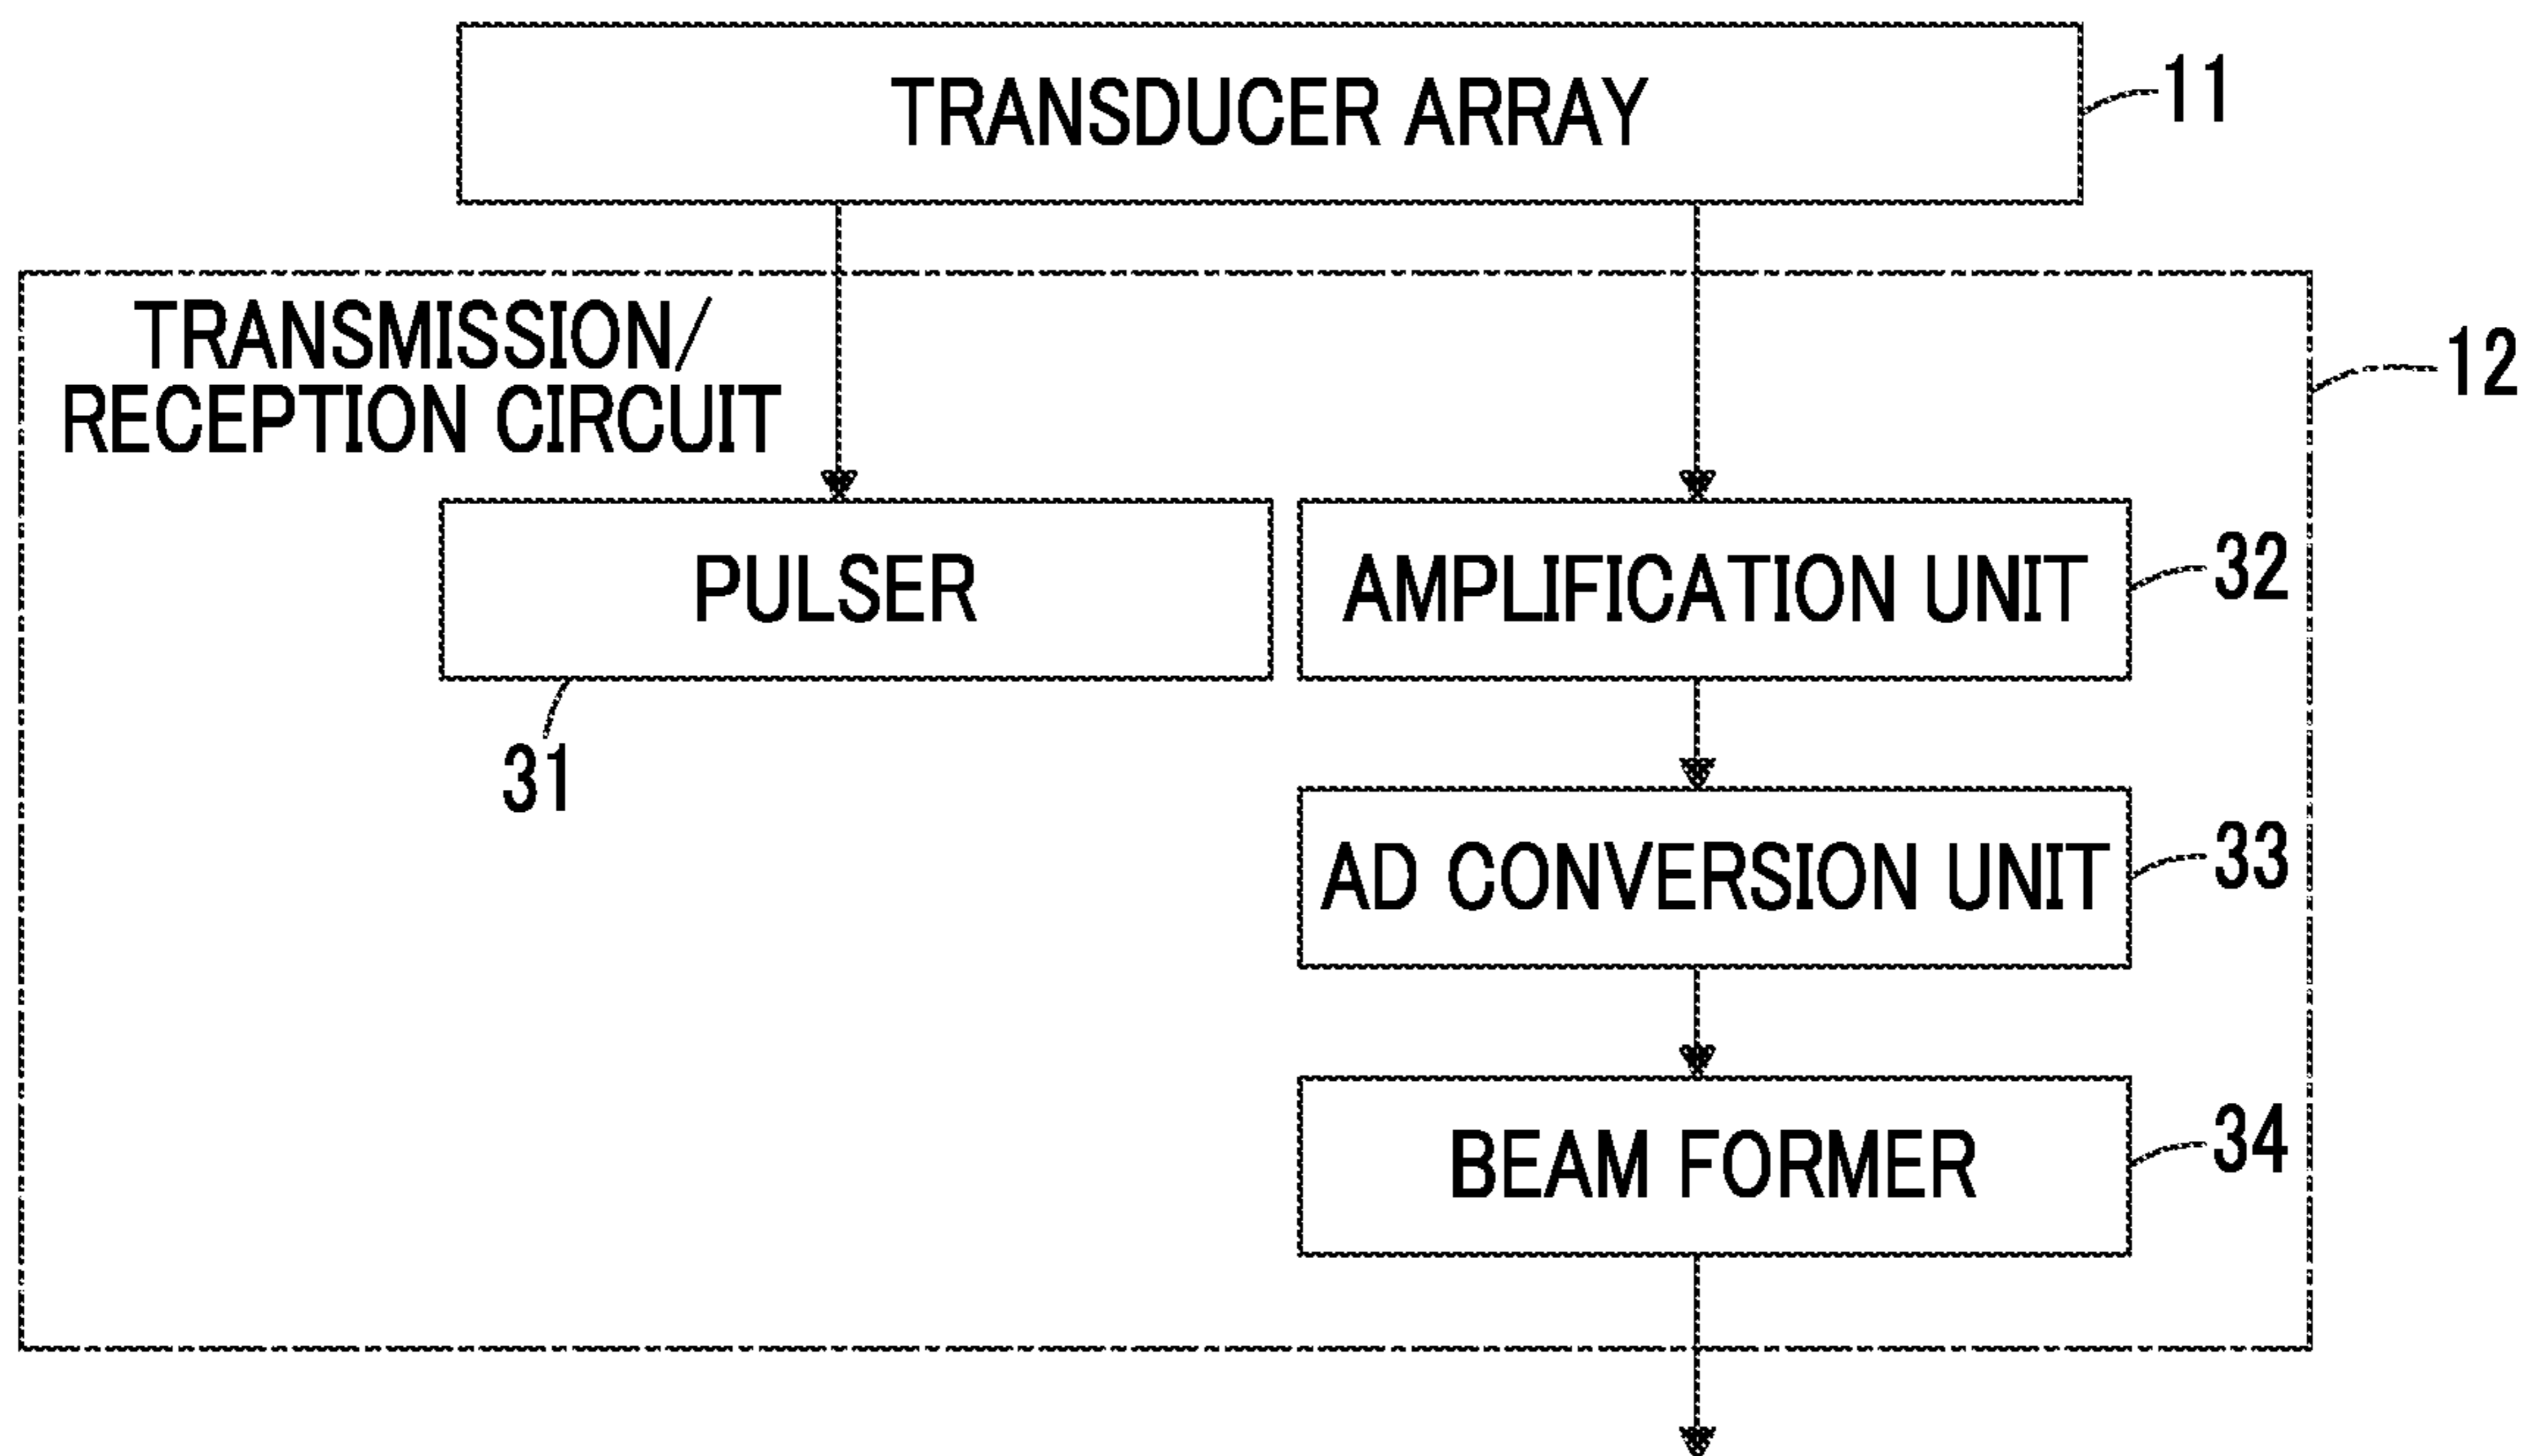 TRANSDUCER ARRAY
11
TRANSMISSION/
RECEPTION CIRCUIT
12
PULSER
31
AMPLIFICATION UNIT
32
AD CONVERSION UNIT
33
BEAM FORMER
34